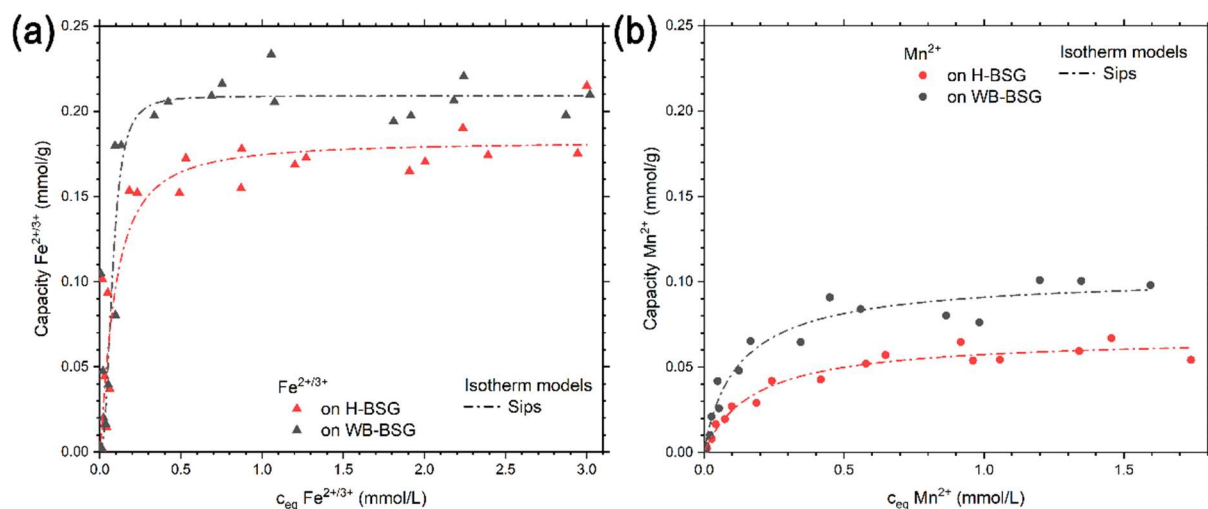 (a)
0.25
0.20
0.15
0.10
0.05
0.00
Capacity Fe2+/3+ (mmol/g)
Fe2+/3+
on H-BSG
on WB-BSG
Isotherm models
Sips
0.0 0.5 1.0 1.5 2.0 2.5 3.0
ceq Fe2+/3+ (mmol/L)
(b)
0.25
0.20
0.15
0.10
0.05
0.00
Capacity Mn2+ (mmol/g)
Mn2+
on H-BSG
on WB-BSG
Isotherm models
Sips
0.0 0.5 1.0 1.5
ceq Mn2+ (mmol/L)